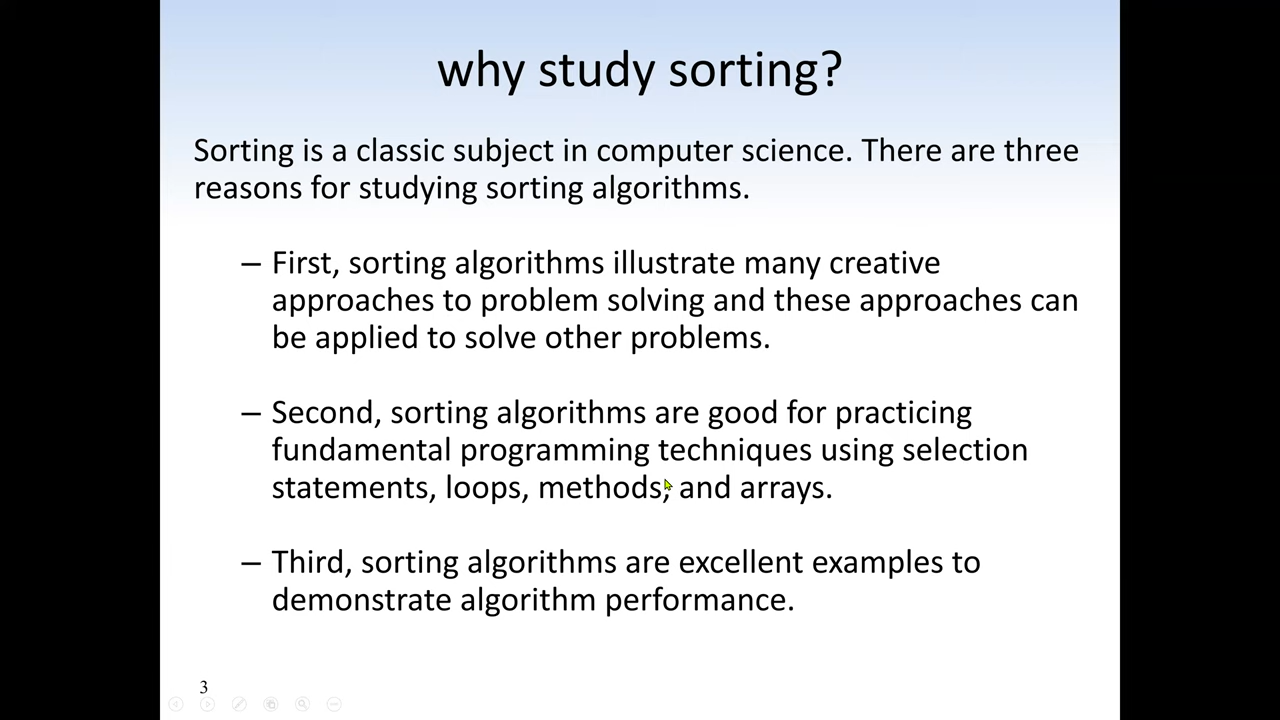 why study sorting?
Sorting is a classic subject in computer science. There are three
reasons for studying sorting algorithms.
– First, sorting algorithms illustrate many creative
approaches to problem solving and these approaches can
be applied to solve other problems.
– Second, sorting algorithms are good for practicing
fundamental programming techniques using selection
statements, loops, methods, and arrays.
– Third, sorting algorithms are excellent examples to
demonstrate algorithm performance.
3